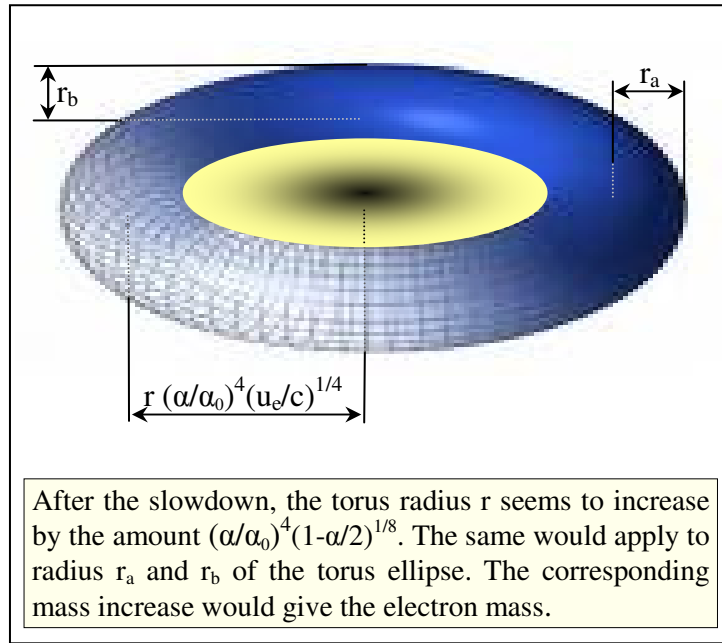 r_b
r_a
r (α/α₀)⁴(u_e/c)^1/4
After the slowdown, the torus radius r seems to increase
by the amount (α/α₀)⁴(1-α/2)^1/8. The same would apply to
radius r_a and r_b of the torus ellipse. The corresponding
mass increase would give the electron mass.